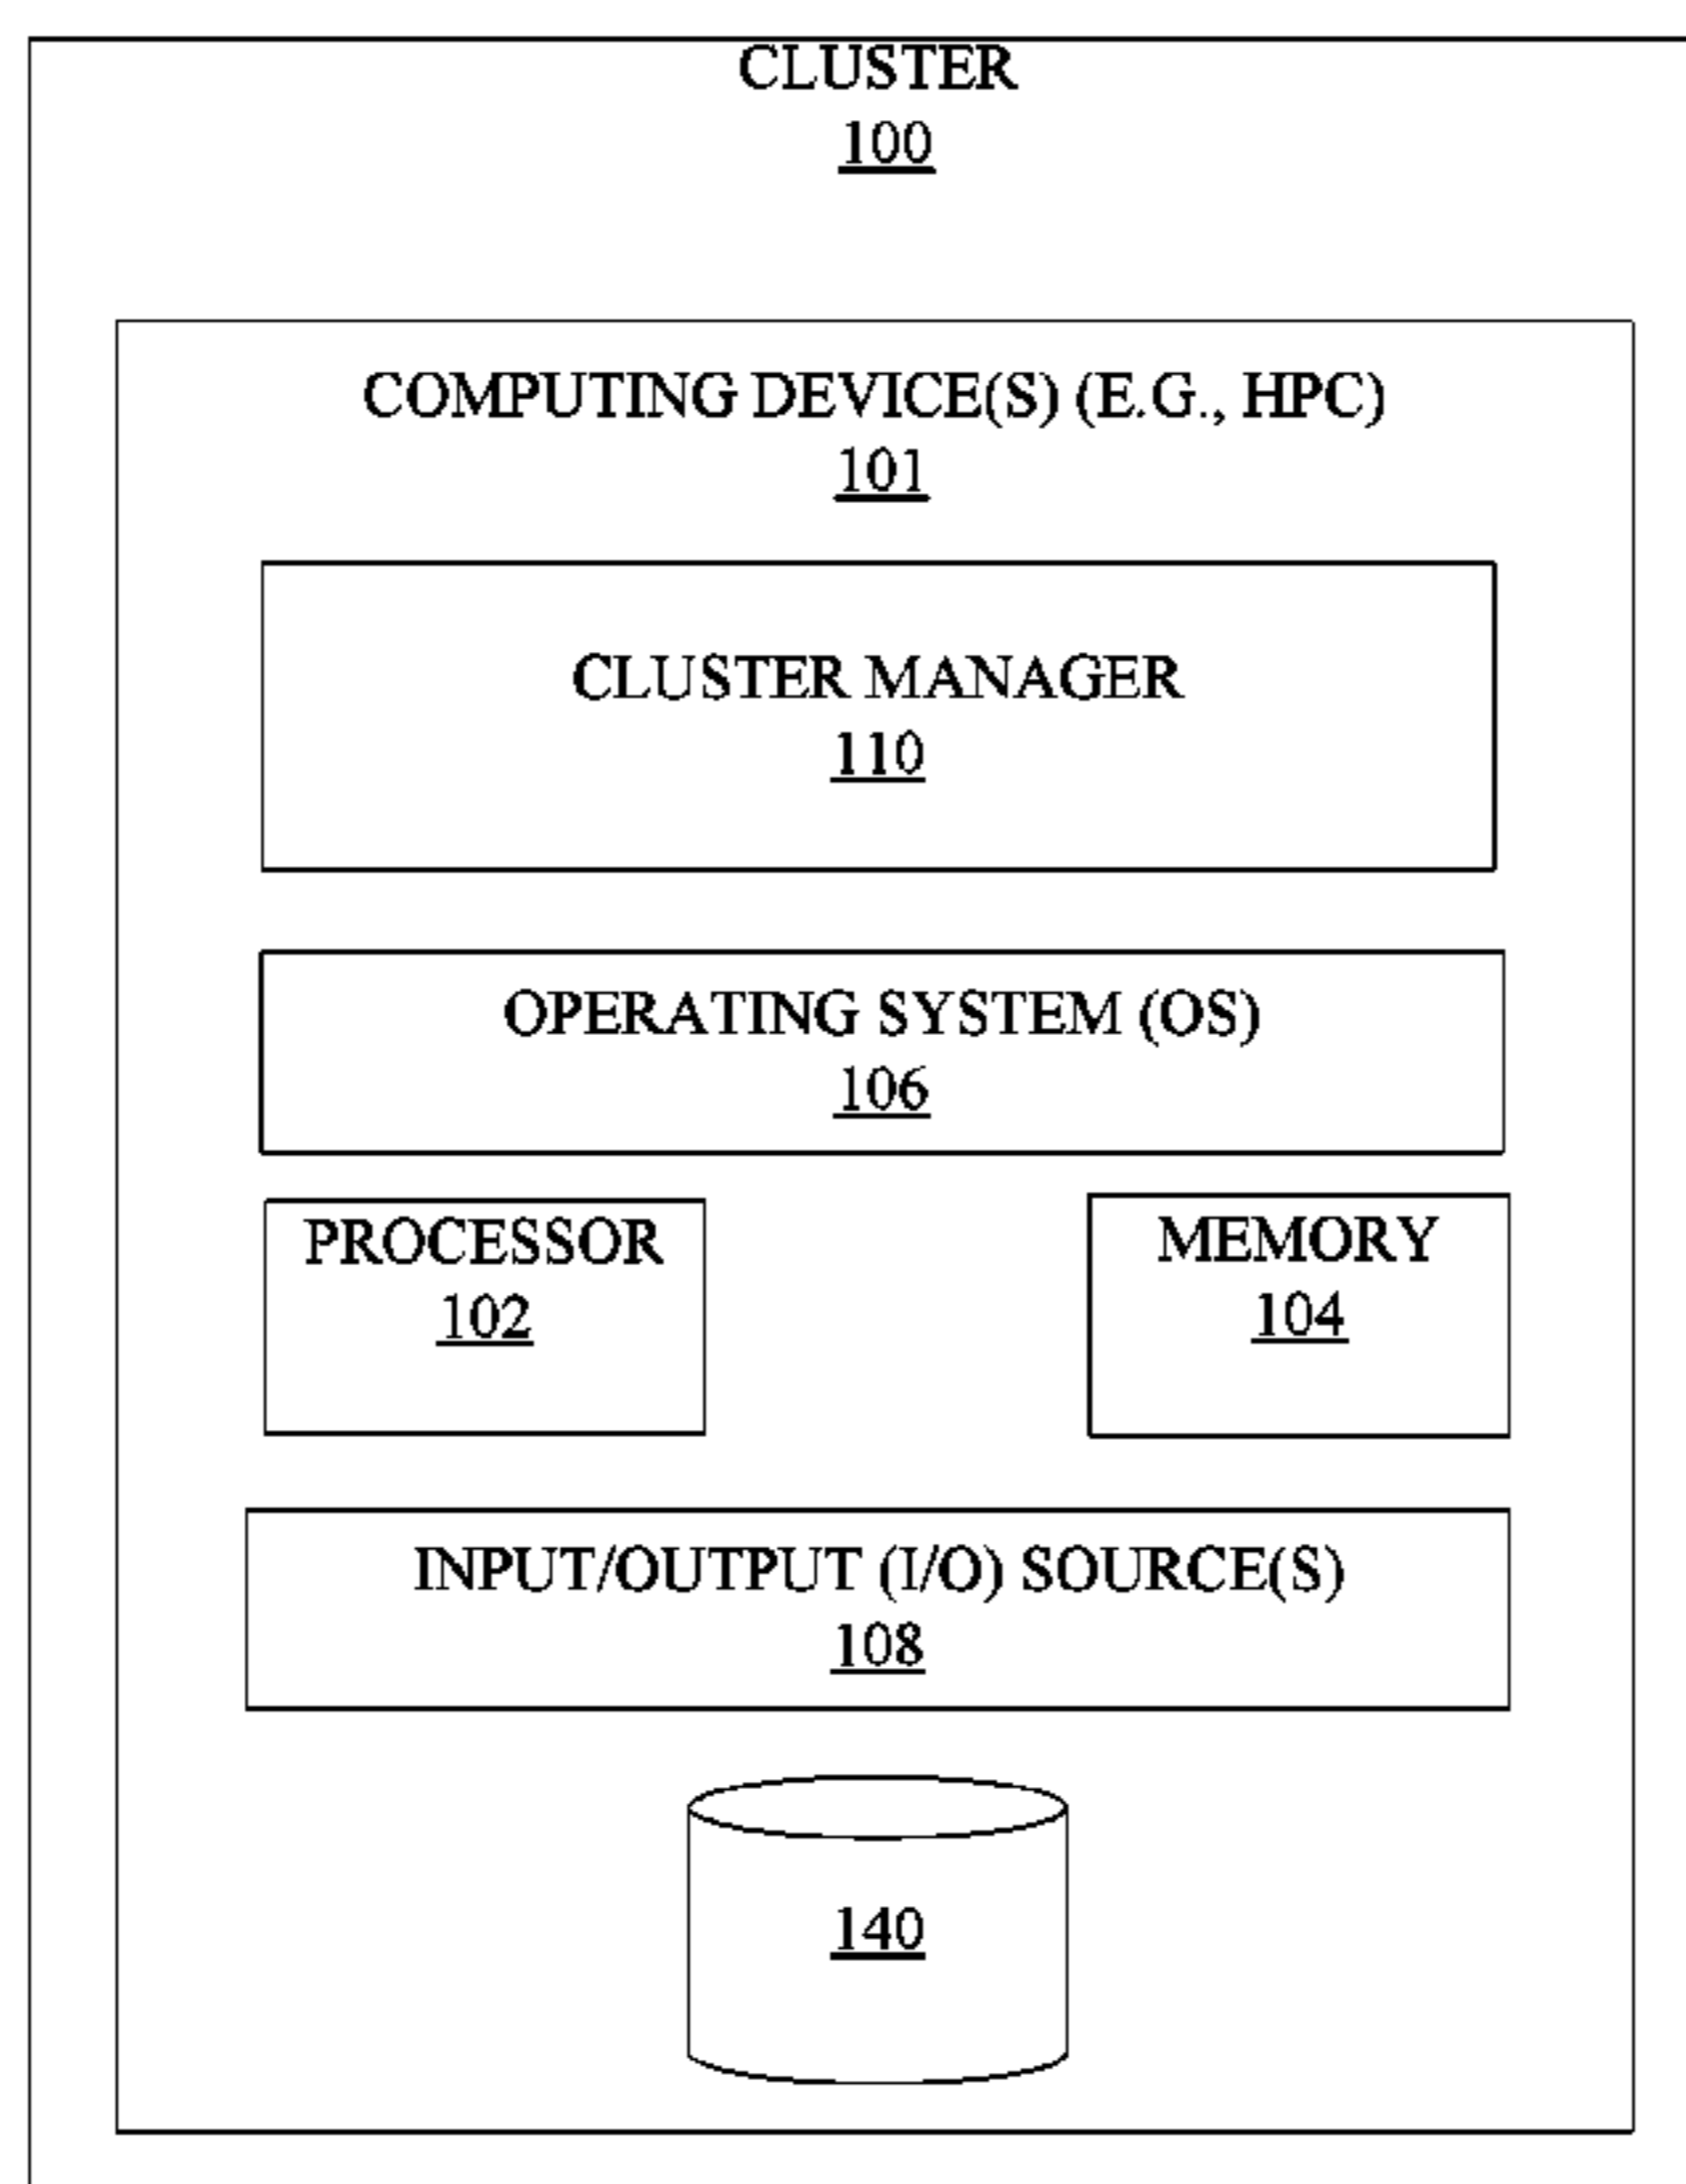 CLUSTER
100
COMPUTING DEVICE(S) (E.G., HPC)
101
CLUSTER MANAGER
110
OPERATING SYSTEM (OS)
106
PROCESSOR
102
MEMORY
104
INPUT/OUTPUT (I/O) SOURCE(S)
108
140